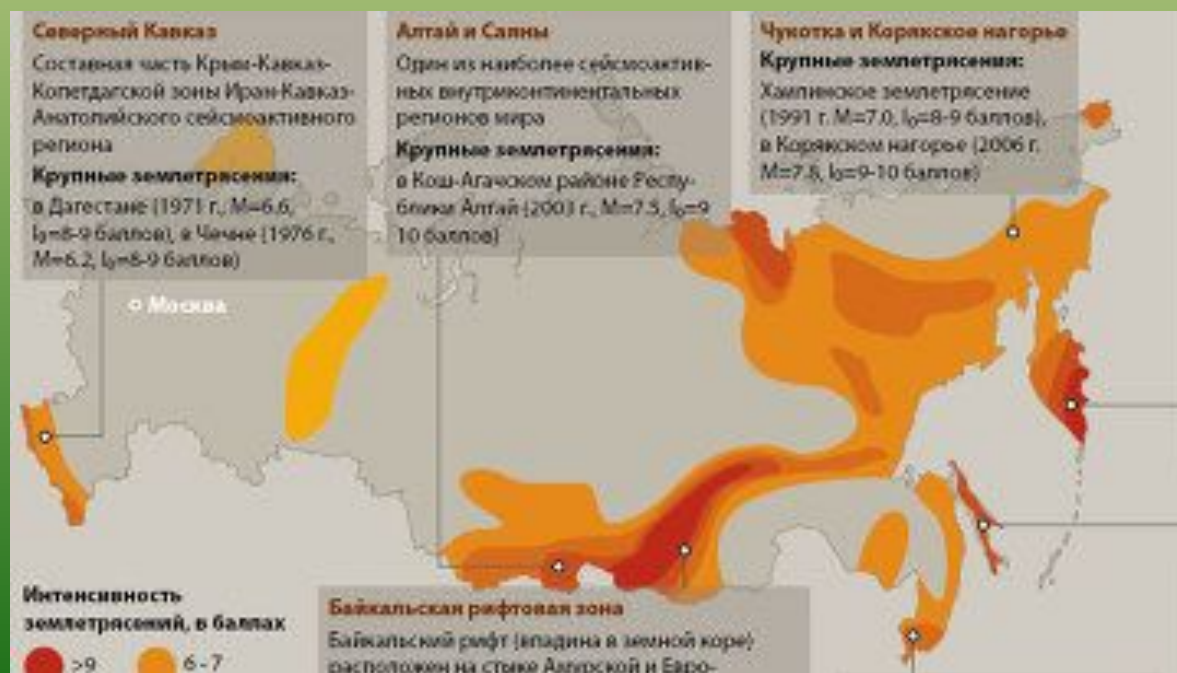 Северный Кавказ
Составная часть Крым-Кавказ-
Копетдагской зоны Иран-Кавказ-
Анатолийского сейсмоактивного
региона
Крупные землетрясения:
в Дагестане (1971 г., М=6.6,
I₀=8-9 баллов), в Чечне (1976 г.,
М=6.2, I₀=8-9 баллов)
Алтай и Саяны
Один из наиболее сейсмоактив-
ных внутриконтинентальных
регионов мира
Крупные землетрясения:
в Кош-Агачском районе Респу-
блики Алтай (2003 г., М=7.5, I₀=9
10 баллов)
Чукотка и Корякское нагорье
Крупные землетрясения:
Хаилинское землетрясение
(1991 г. М=7.0, I₀=8-9 баллов),
в Корякском нагорье (2006 г.
М=7.8, I₀=9-10 баллов)
Москва
Интенсивность
землетрясений, в баллах
>9
6-7
Байкальская рифтовая зона
Байкальский рифт (впадина в земной коре)
расположен на стыке Амурской и Евро-